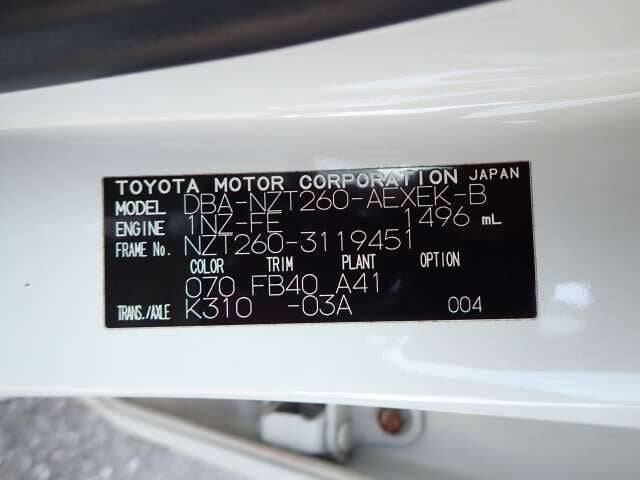 TOYOTA MOTOR CORPORATION JAPAN
MODEL DBA-NZT260-AEXEK-B
ENGINE 1NZ-FE 1496 mL
FRAME No. NZT260-3119451
COLOR TRIM PLANT OPTION
070 FB40 A41
TRANS./AXLE K310 -03A 004